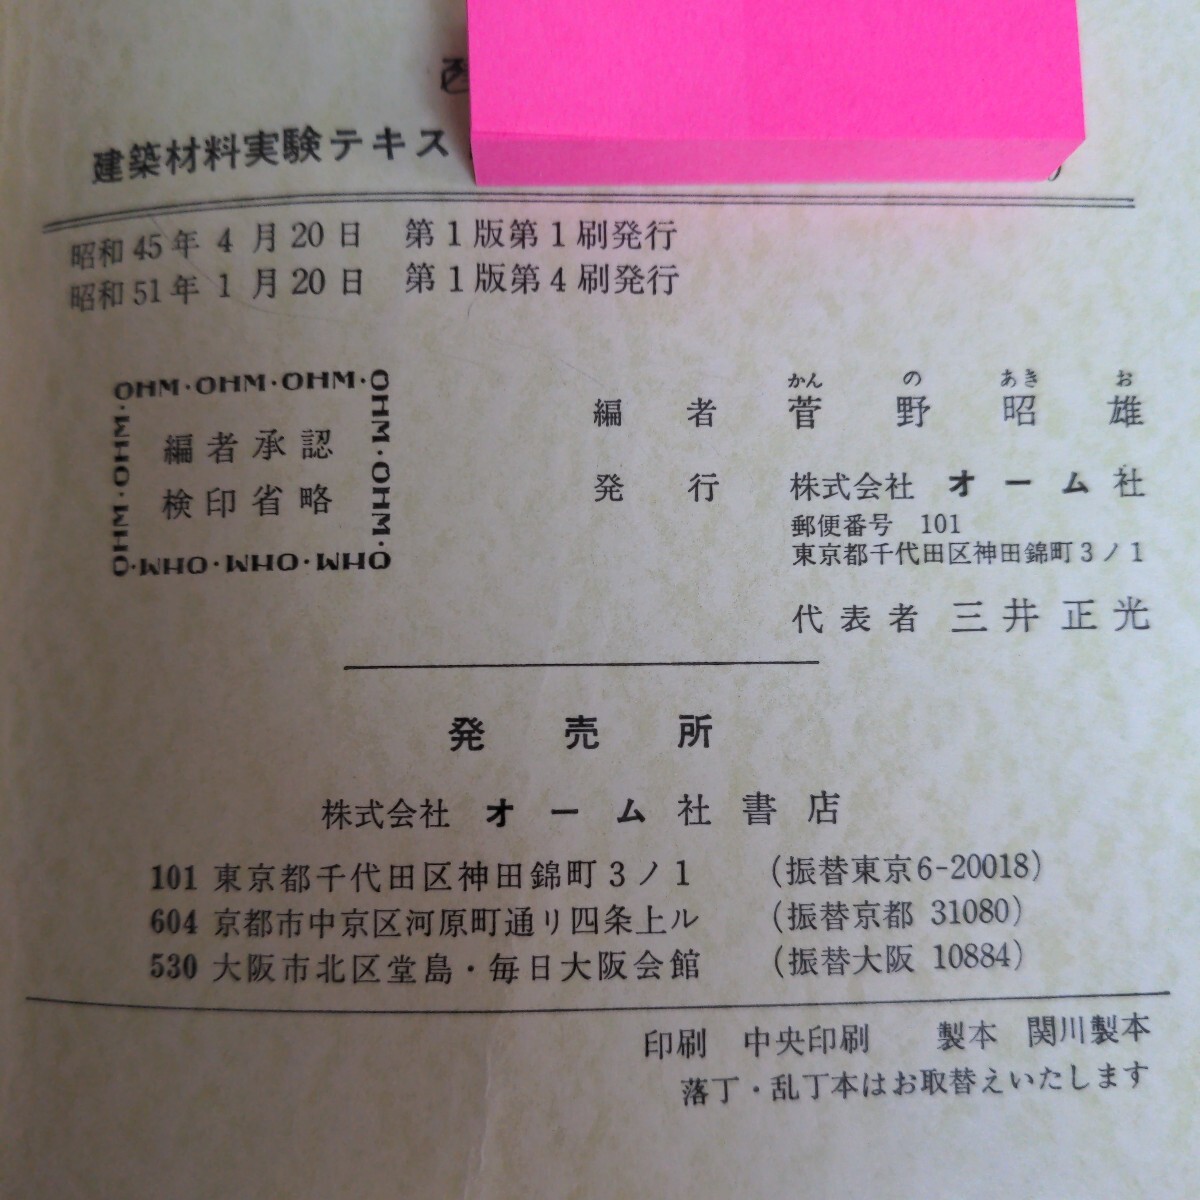 建築材料実験テキス
昭和45年4月20日 第1版第1刷発行
昭和51年1月20日 第1版第4刷発行
OHM・OHM・OHM・OHM・OHM・OHM・OHM・OHM・OHM・OHM・
編者承認
検印省略
かん の あき お
編者 菅野昭雄
発行 株式会社 オーム社
郵便番号 101
東京都千代田区神田錦町3ノ1
代表者 三井正光
発売所
株式会社 オーム社書店
101 東京都千代田区神田錦町3ノ1 (振替東京6-20018)
604 京都市中京区河原町通り四条上ル (振替京都 31080)
530 大阪市北区堂島・毎日大阪会館 (振替大阪 10884)
印刷 中央印刷 製本 関川製本
落丁・乱丁本はお取替えいたします